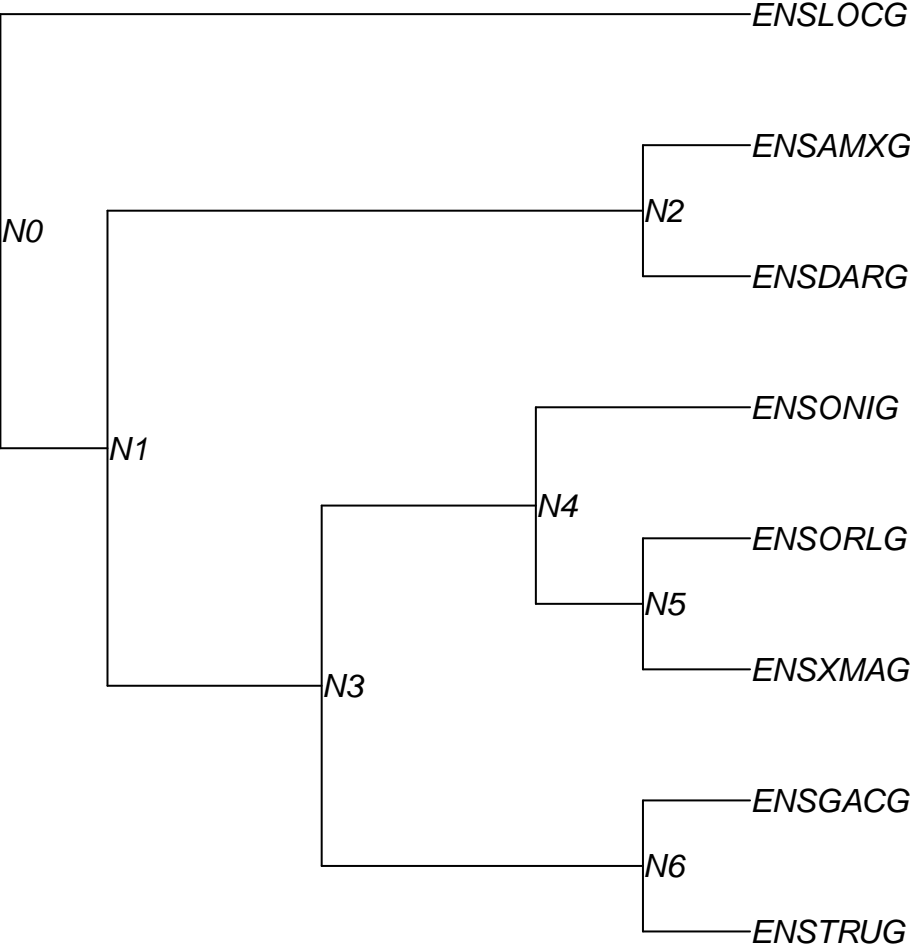 ENSLOCG
ENSAMXG
N2
N0
ENSDARG
ENSONIG
N1
N4
ENSORLG
N5
ENSXMAG
N3
ENSGACG
N6
ENSTRUG